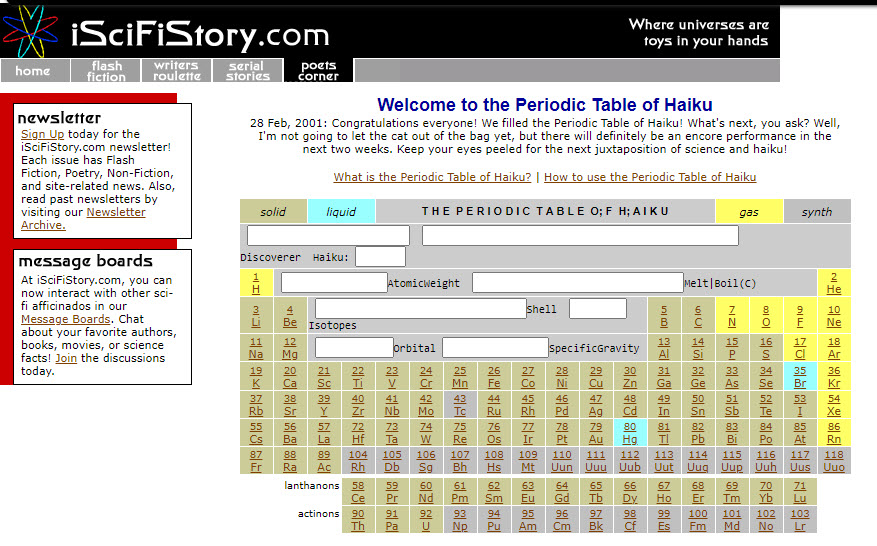 iSciFiStory.com
Where universes are
toys in your hands
home
flash
fiction
writers
roulette
serial
stories
poets
corner
newsletter
Sign Up today for the
iSciFiStory.com newsletter!
Each issue has Flash
Fiction, Poetry, Non-Fiction,
and site-related news. Also,
read past newsletters by
visiting our Newsletter
Archive.
message boards
At iSciFiStory.com, you can
now interact with other sci-
fi afficinados in our
Message Boards. Chat
about your favorite authors,
books, movies, or science
facts! Join the discussions
today.
Welcome to the Periodic Table of Haiku
28 Feb, 2001: Congratulations everyone! We filled the Periodic Table of Haiku! What's next, you ask? Well,
I'm not going to let the cat out of the bag yet, but there will definitely be an encore performance in the
next two weeks. Keep your eyes peeled for the next juxtaposition of science and haiku!
What is the Periodic Table of Haiku? | How to use the Periodic Table of Haiku
solid liquid THE PERIODIC TABLE O;F H;AIKU gas synth
Discoverer Haiku:
1 2
H AtomicWeight Melt|Boil(C) He
3 4 Shell 5 6 7 8 9 10
Li Be Isotopes B C N O F Ne
11 12 13 14 15 16 17 18
Na Mg Orbital SpecificGravity Al Si P S Cl Ar
19 20 21 22 23 24 25 26 27 28 29 30 31 32 33 34 35 36
K Ca Sc Ti V Cr Mn Fe Co Ni Cu Zn Ga Ge As Se Br Kr
37 38 39 40 41 42 43 44 45 46 47 48 49 50 51 52 53 54
Rb Sr Y Zr Nb Mo Tc Ru Rh Pd Ag Cd In Sn Sb Te I Xe
55 56 57 72 73 74 75 76 77 78 79 80 81 82 83 84 85 86
Cs Ba La Hf Ta W Re Os Ir Pt Au Hg Tl Pb Bi Po At Rn
87 88 89 104 105 106 107 108 109 110 111 112 113 114 115 116 117 118
Fr Ra Ac Rh Db Sg Bh Hs Mt Uun Uuu Uub Uut Uuq Uup Uuh Uus Uuo
lanthanons 58 59 60 61 62 63 64 65 66 67 68 69 70 71
Ce Pr Nd Pm Sm Eu Gd Tb Dy Ho Er Tm Yb Lu
actinons 90 91 92 93 94 95 96 97 98 99 100 101 102 103
Th Pa U Np Pu Am Cm Bk Cf Es Fm Md No Lr